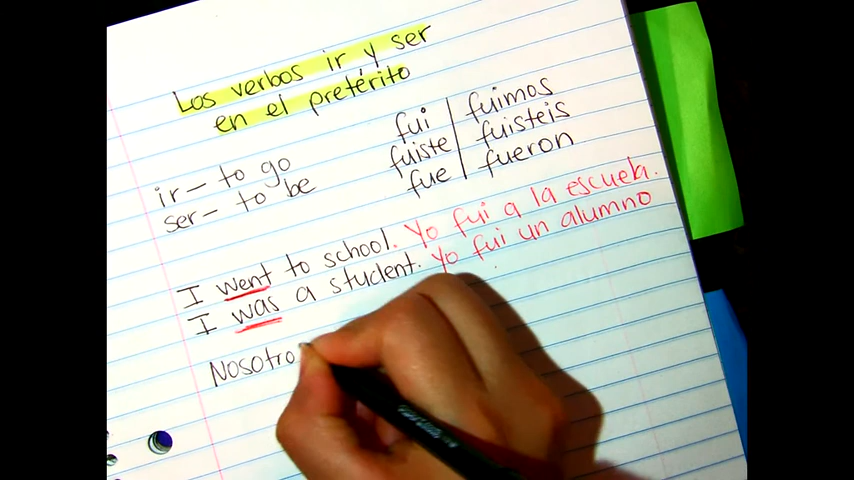 Los verbos ir y ser
en el pretérito
ir - to go
ser - to be
fui | fuimos
fuiste | fuisteis
fue | fueron
I went to school. Yo fui a la escuela.
I was a student. Yo fui un alumno
Nosotro